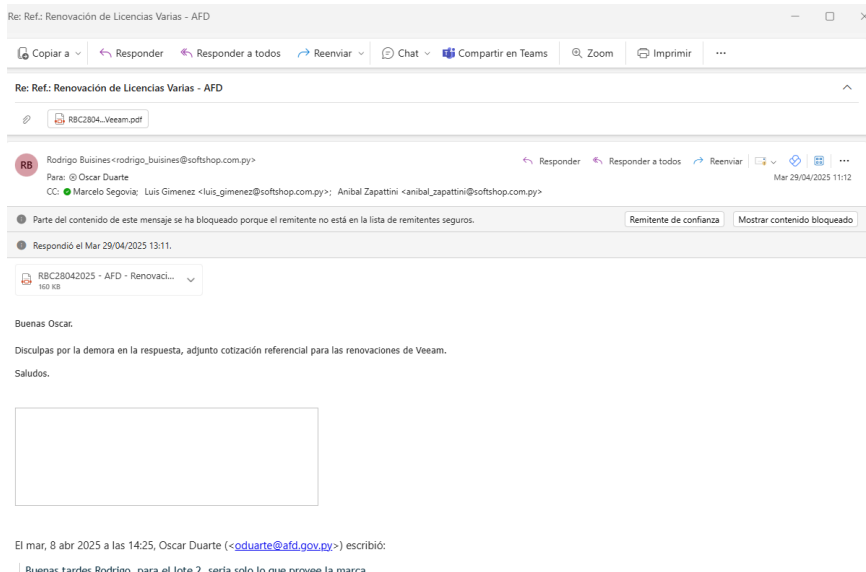 Re: Ref.: Renovación de Licencias Varias - AFD
Copiar a Responder Responder a todos Reenviar Chat Compartir en Teams Zoom Imprimir ...
Re: Ref.: Renovación de Licencias Varias - AFD
RBC2804...Veeam.pdf
RB
Rodrigo Buisines<rodrigo_buisines@softshop.com.py>
Responder Responder a todos Reenviar ...
Para: Oscar Duarte
Mar 29/04/2025 11:12
CC: Marcelo Segovia; Luis Gimenez <luis_gimenez@softshop.com.py>; Anibal Zapattini <anibal_zapattini@softshop.com.py>
Parte del contenido de este mensaje se ha bloqueado porque el remitente no está en la lista de remitentes seguros. Remitente de confianza Mostrar contenido bloqueado
Respondió el Mar 29/04/2025 13:11.
RBC28042025 - AFD - Renovaci...
160 KB
Buenas Oscar.
Disculpas por la demora en la respuesta, adjunto cotización referencial para las renovaciones de Veeam.
Saludos.
El mar, 8 abr 2025 a las 14:25, Oscar Duarte (<oduarte@afd.gov.py>) escribió:
Buenas tardes Rodrigo, para el lote 2, sería solo lo que provee la marca